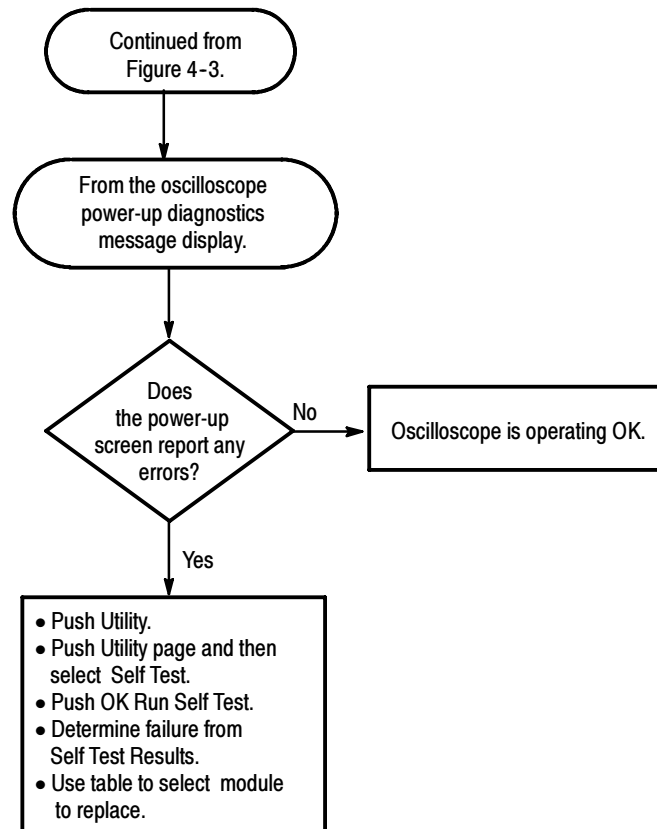 Continued from
Figure 4-3.
From the oscilloscope
power-up diagnostics
message display.
Does
the power-up
screen report any
errors?
No
Oscilloscope is operating OK.
Yes
• Push Utility.
• Push Utility page and then
select Self Test.
• Push OK Run Self Test.
• Determine failure from
Self Test Results.
• Use table to select module
to replace.